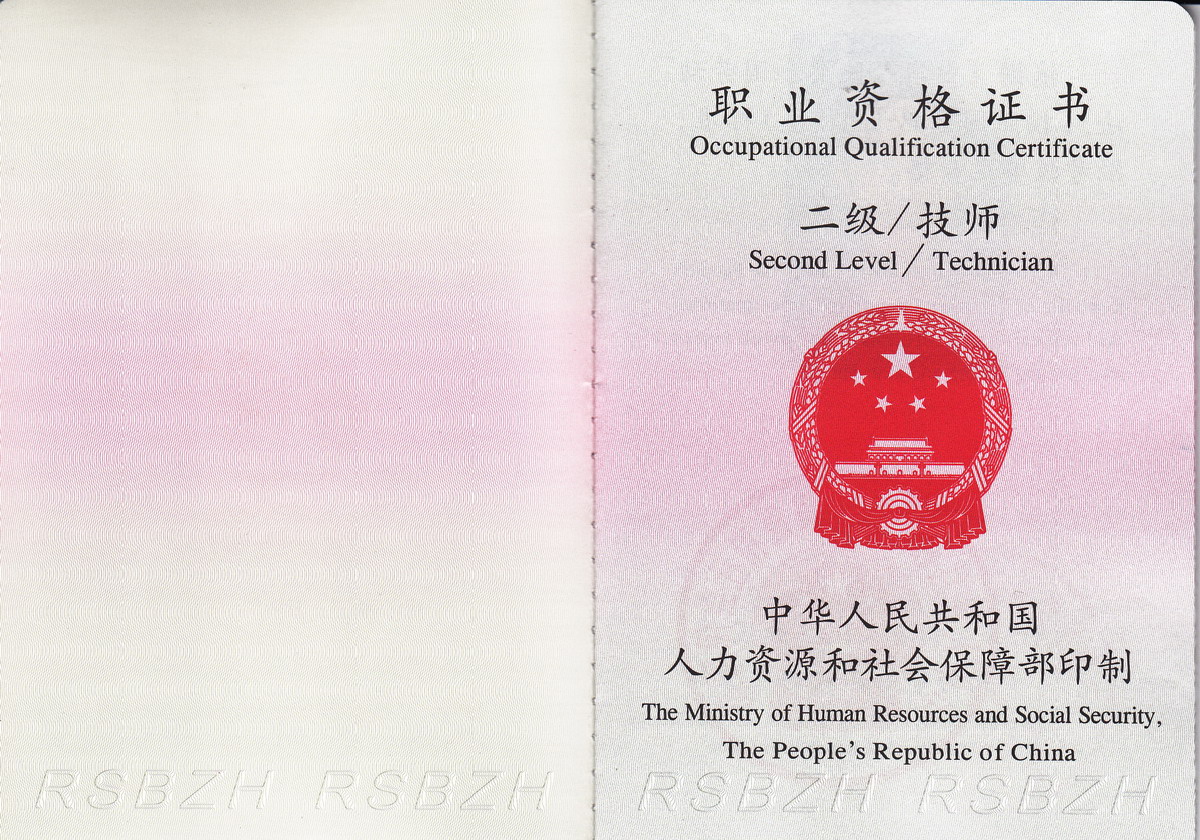 职业资格证书
Occupational Qualification Certificate
二级/技师
Second Level/Technician
中华人民共和国
人力资源和社会保障部印制
The Ministry of Human Resources and Social Security,
The People's Republic of China
RSBZH RSBZH RSBZH RSBZH